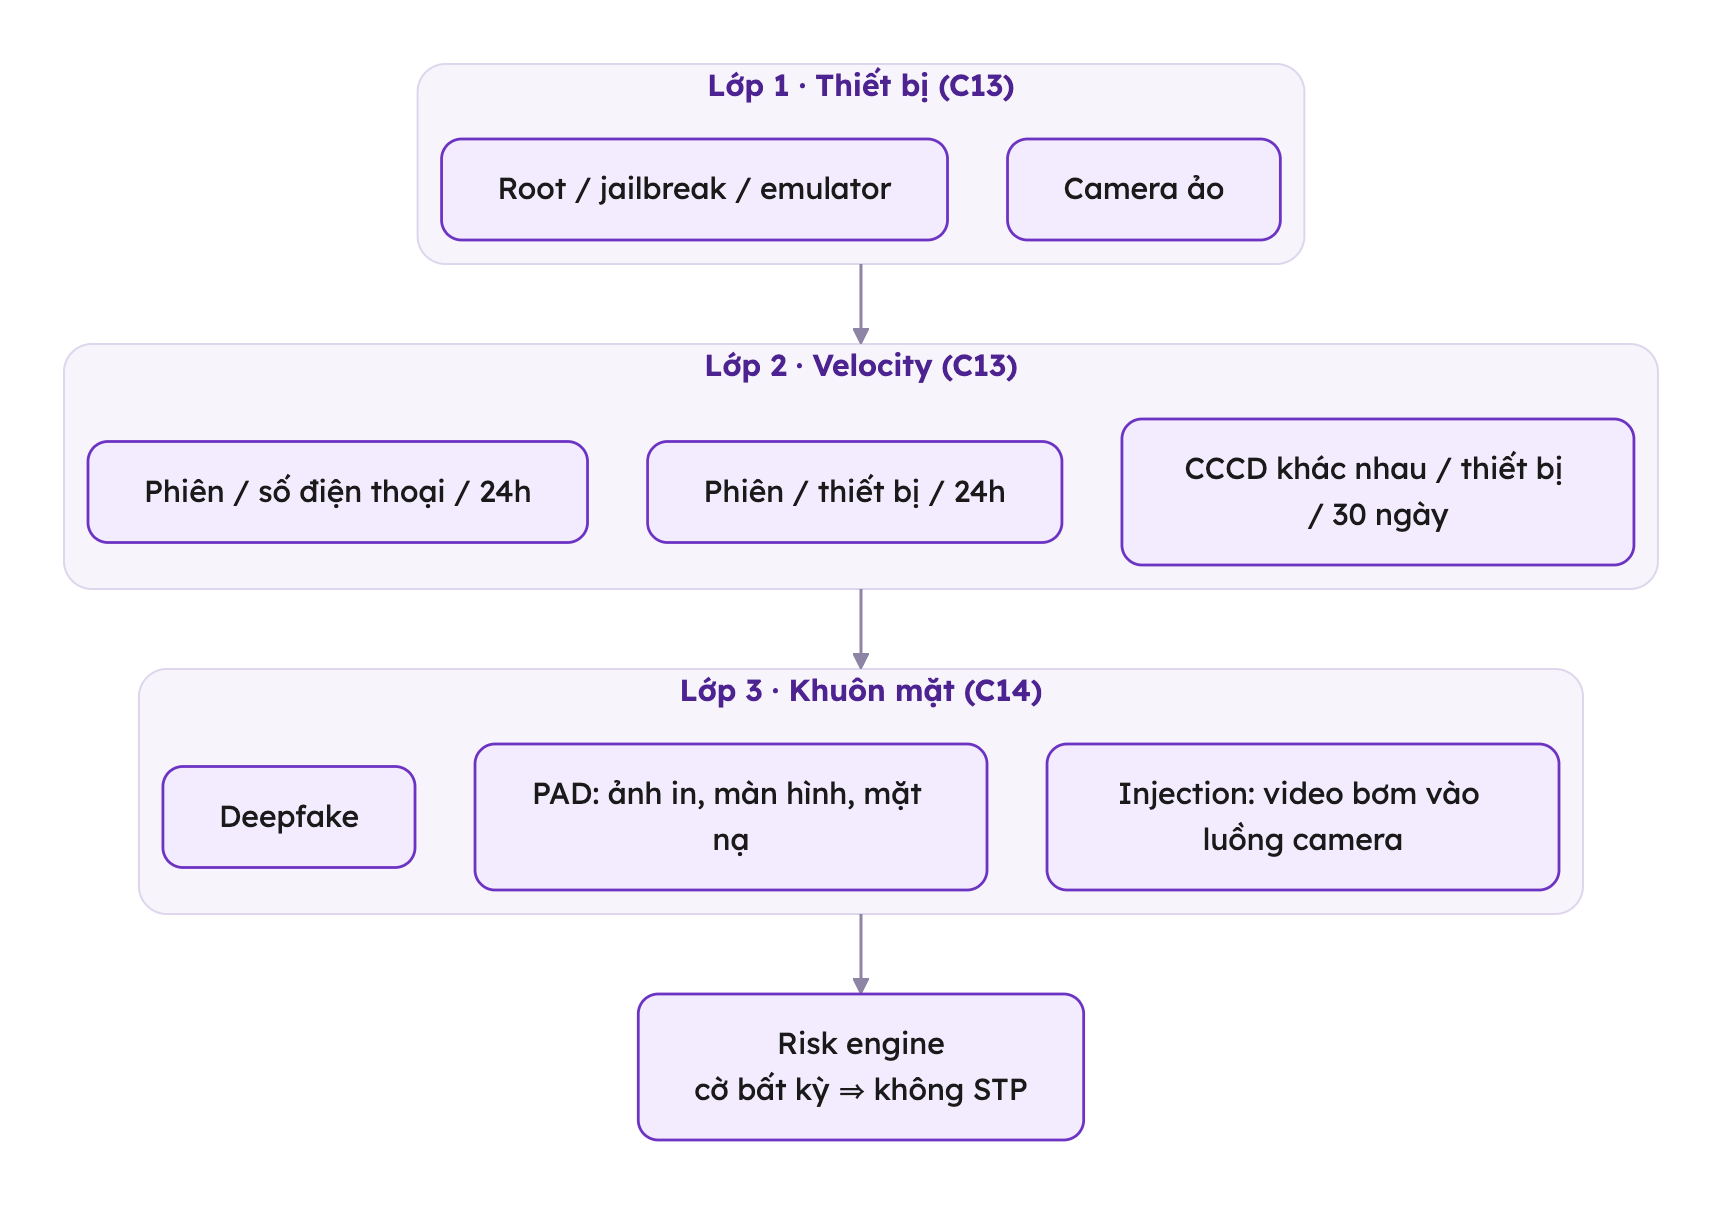 Lớp 1 · Thiết bị (C13)
Root / jailbreak / emulator
Camera ảo
Lớp 2 · Velocity (C13)
Phiên / số điện thoại / 24h
Phiên / thiết bị / 24h
CCCD khác nhau / thiết bị
/ 30 ngày
Lớp 3 · Khuôn mặt (C14)
Deepfake
PAD: ảnh in, màn hình, mặt
nạ
Injection: video bơm vào
luồng camera
Risk engine
cờ bất kỳ ⇒ không STP